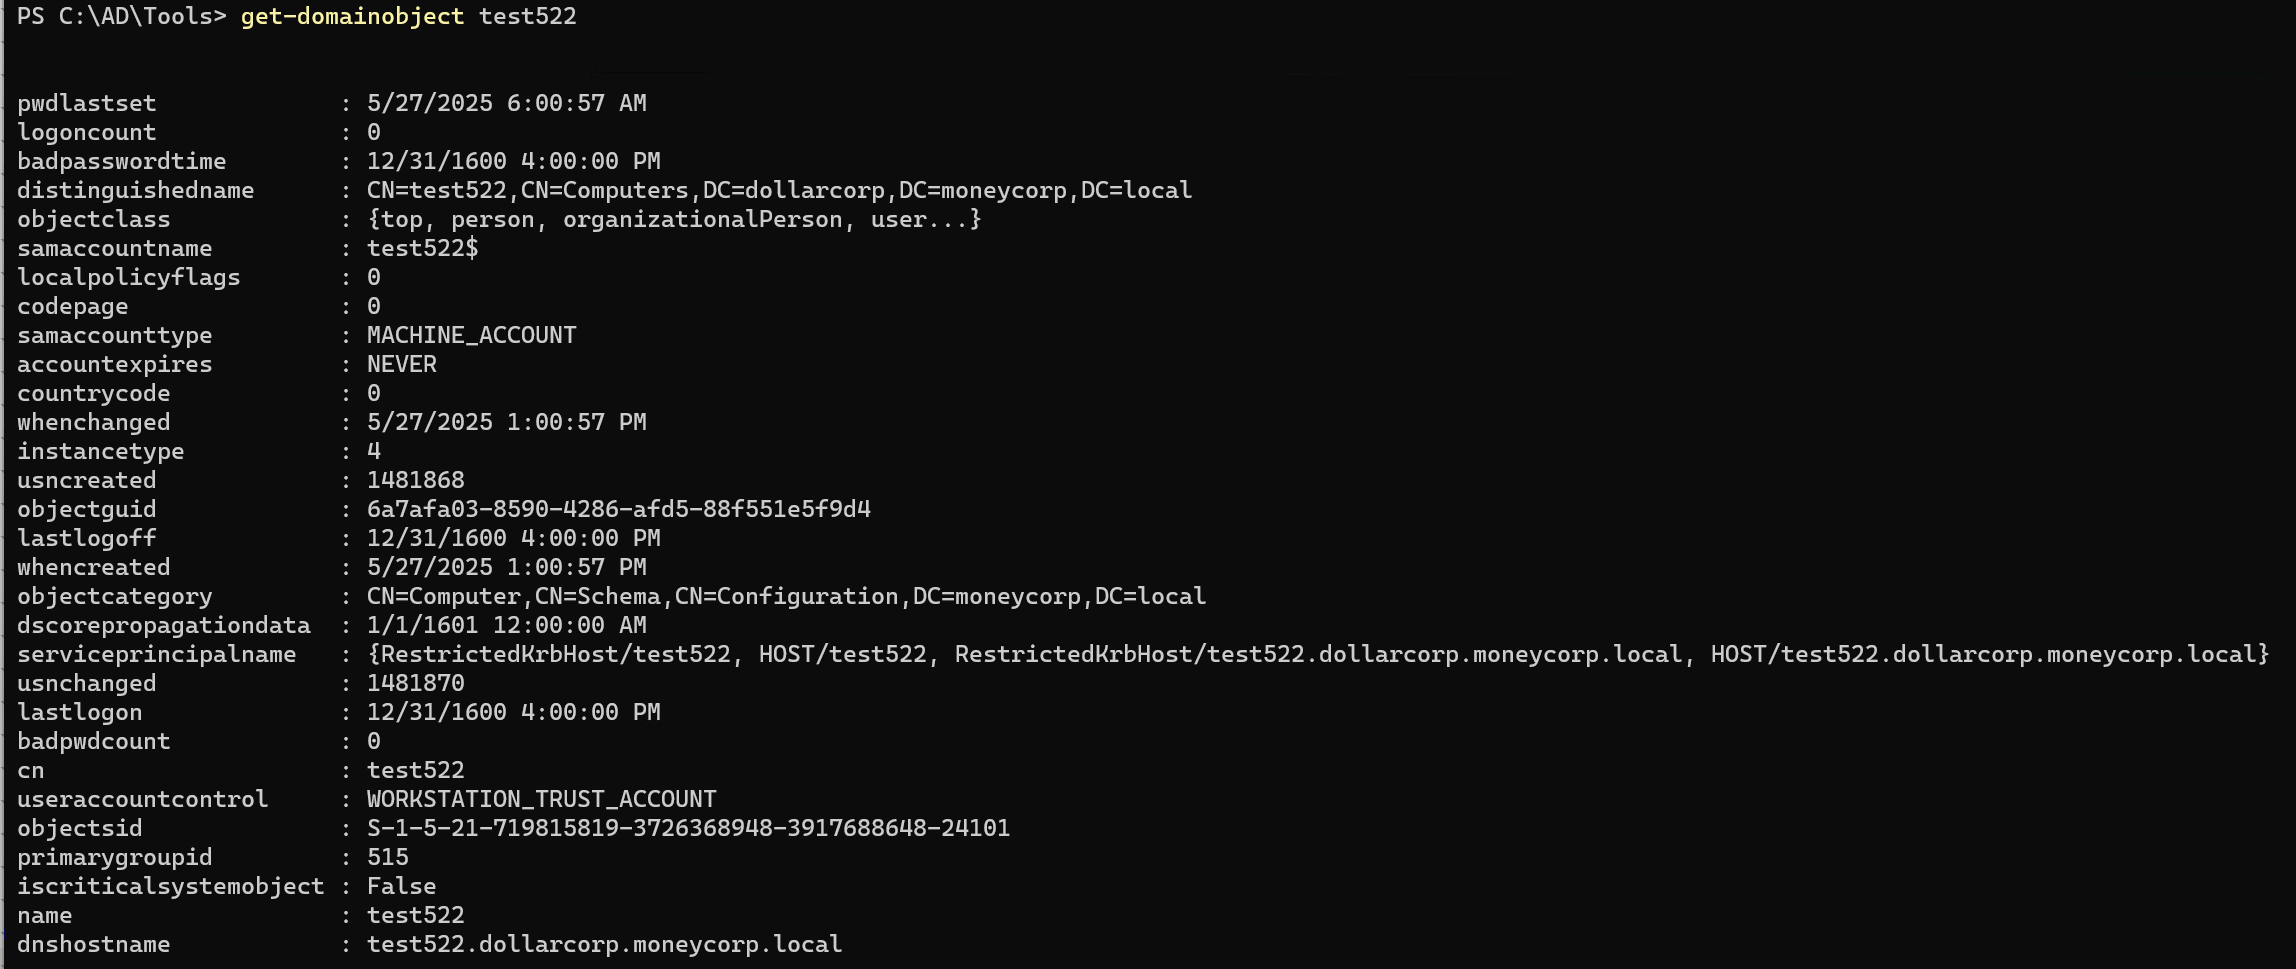 PS C:\AD\Tools> get-domainobject test522
pwdlastset : 5/27/2025 6:00:57 AM
logoncount : 0
badpasswordtime : 12/31/1600 4:00:00 PM
distinguishedname : CN=test522,CN=Computers,DC=dollarcorp,DC=moneycorp,DC=local
objectclass : {top, person, organizationalPerson, user...}
samaccountname : test522$
localpolicyflags : 0
codepage : 0
samaccounttype : MACHINE_ACCOUNT
accountexpires : NEVER
countrycode : 0
whenchanged : 5/27/2025 1:00:57 PM
instancetype : 4
usncreated : 1481868
objectguid : 6a7afa03-8590-4286-afd5-88f551e5f9d4
lastlogoff : 12/31/1600 4:00:00 PM
whencreated : 5/27/2025 1:00:57 PM
objectcategory : CN=Computer,CN=Schema,CN=Configuration,DC=moneycorp,DC=local
dscorepropagationdata : 1/1/1601 12:00:00 AM
serviceprincipalname : {RestrictedKrbHost/test522, HOST/test522, RestrictedKrbHost/test522.dollarcorp.moneycorp.local, HOST/test522.dollarcorp.moneycorp.local}
usnchanged : 1481870
lastlogon : 12/31/1600 4:00:00 PM
badpwdcount : 0
cn : test522
useraccountcontrol : WORKSTATION_TRUST_ACCOUNT
objectsid : S-1-5-21-719815819-3726368948-3917688648-24101
primarygroupid : 515
iscriticalsystemobject : False
name : test522
dnshostname : test522.dollarcorp.moneycorp.local